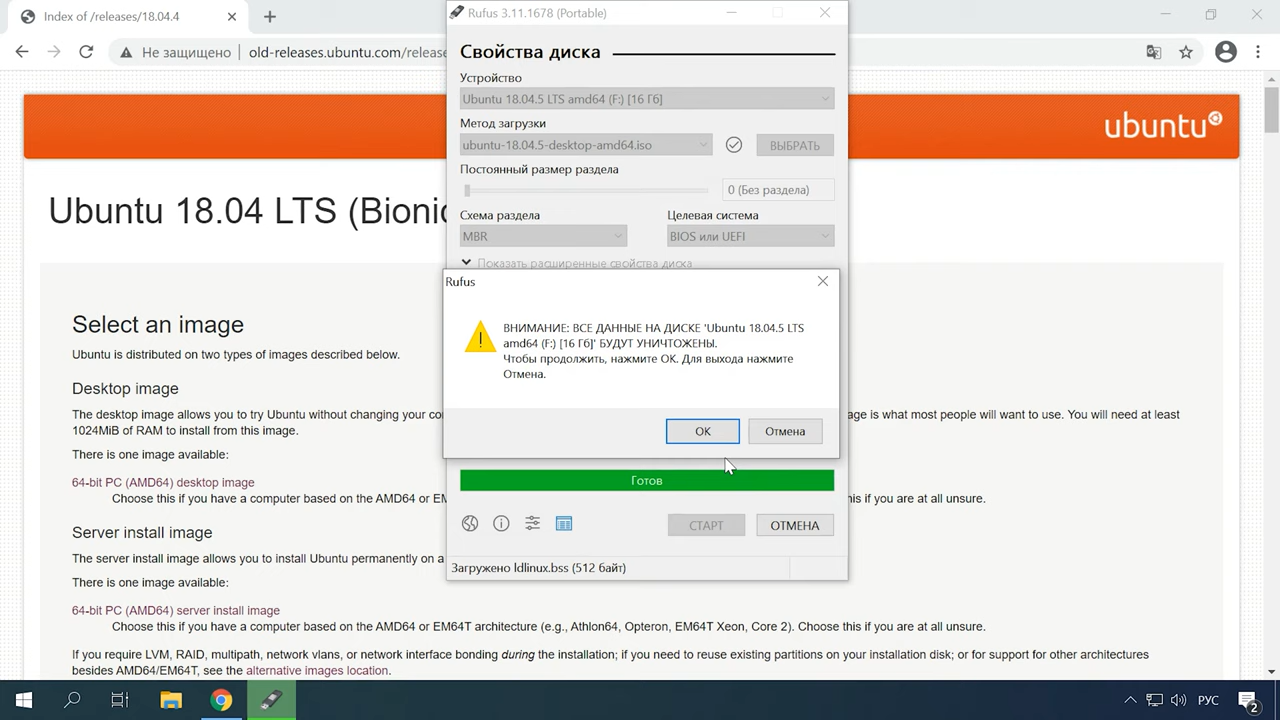 Index of /releases/18.04.4
Не защищено
old-releases.ubuntu.com/release
ubuntu
Ubuntu 18.04 LTS (Bionic
Select an image
Ubuntu is distributed on two types of images described below.
Desktop image
The desktop image allows you to try Ubuntu without changing your co
age is what most people will want to use. You will need at least
1024MiB of RAM to install from this image.
There is one image available:
64-bit PC (AMD64) desktop image
Choose this if you have a computer based on the AMD64 or EM
his if you are at all unsure.
Server install image
The server install image allows you to install Ubuntu permanently on a
There is one image available:
64-bit PC (AMD64) server install image
Choose this if you have a computer based on the AMD64 or EM64T architecture (e.g., Athlon64, Opteron, EM64T Xeon, Core 2). Choose this if you are at all unsure.
If you require LVM, RAID, multipath, network vlans, or network interface bonding during the installation; if you need to reuse existing partitions on your installation disk; or for support for other architectures
besides AMD64/EM64T, see the alternative images location.
Rufus 3.11.1678 (Portable)
Свойства диска
Устройство
Ubuntu 18.04.5 LTS amd64 (F:) [16 Гб]
Метод загрузки
ubuntu-18.04.5-desktop-amd64.iso
ВЫБРАТЬ
Постоянный размер раздела
0 (Без раздела)
Схема раздела
Целевая система
MBR
BIOS или UEFI
Показать расширенные свойства диска
Rufus
ВНИМАНИЕ: ВСЕ ДАННЫЕ НА ДИСКЕ 'Ubuntu 18.04.5 LTS
amd64 (F:) [16 Гб]' БУДУТ УНИЧТОЖЕНЫ.
Чтобы продолжить, нажмите ОК. Для выхода нажмите
Отмена.
ОК
Отмена
Готов
СТАРТ
ОТМЕНА
Загружено ldlinux.bss (512 байт)
РУС
2